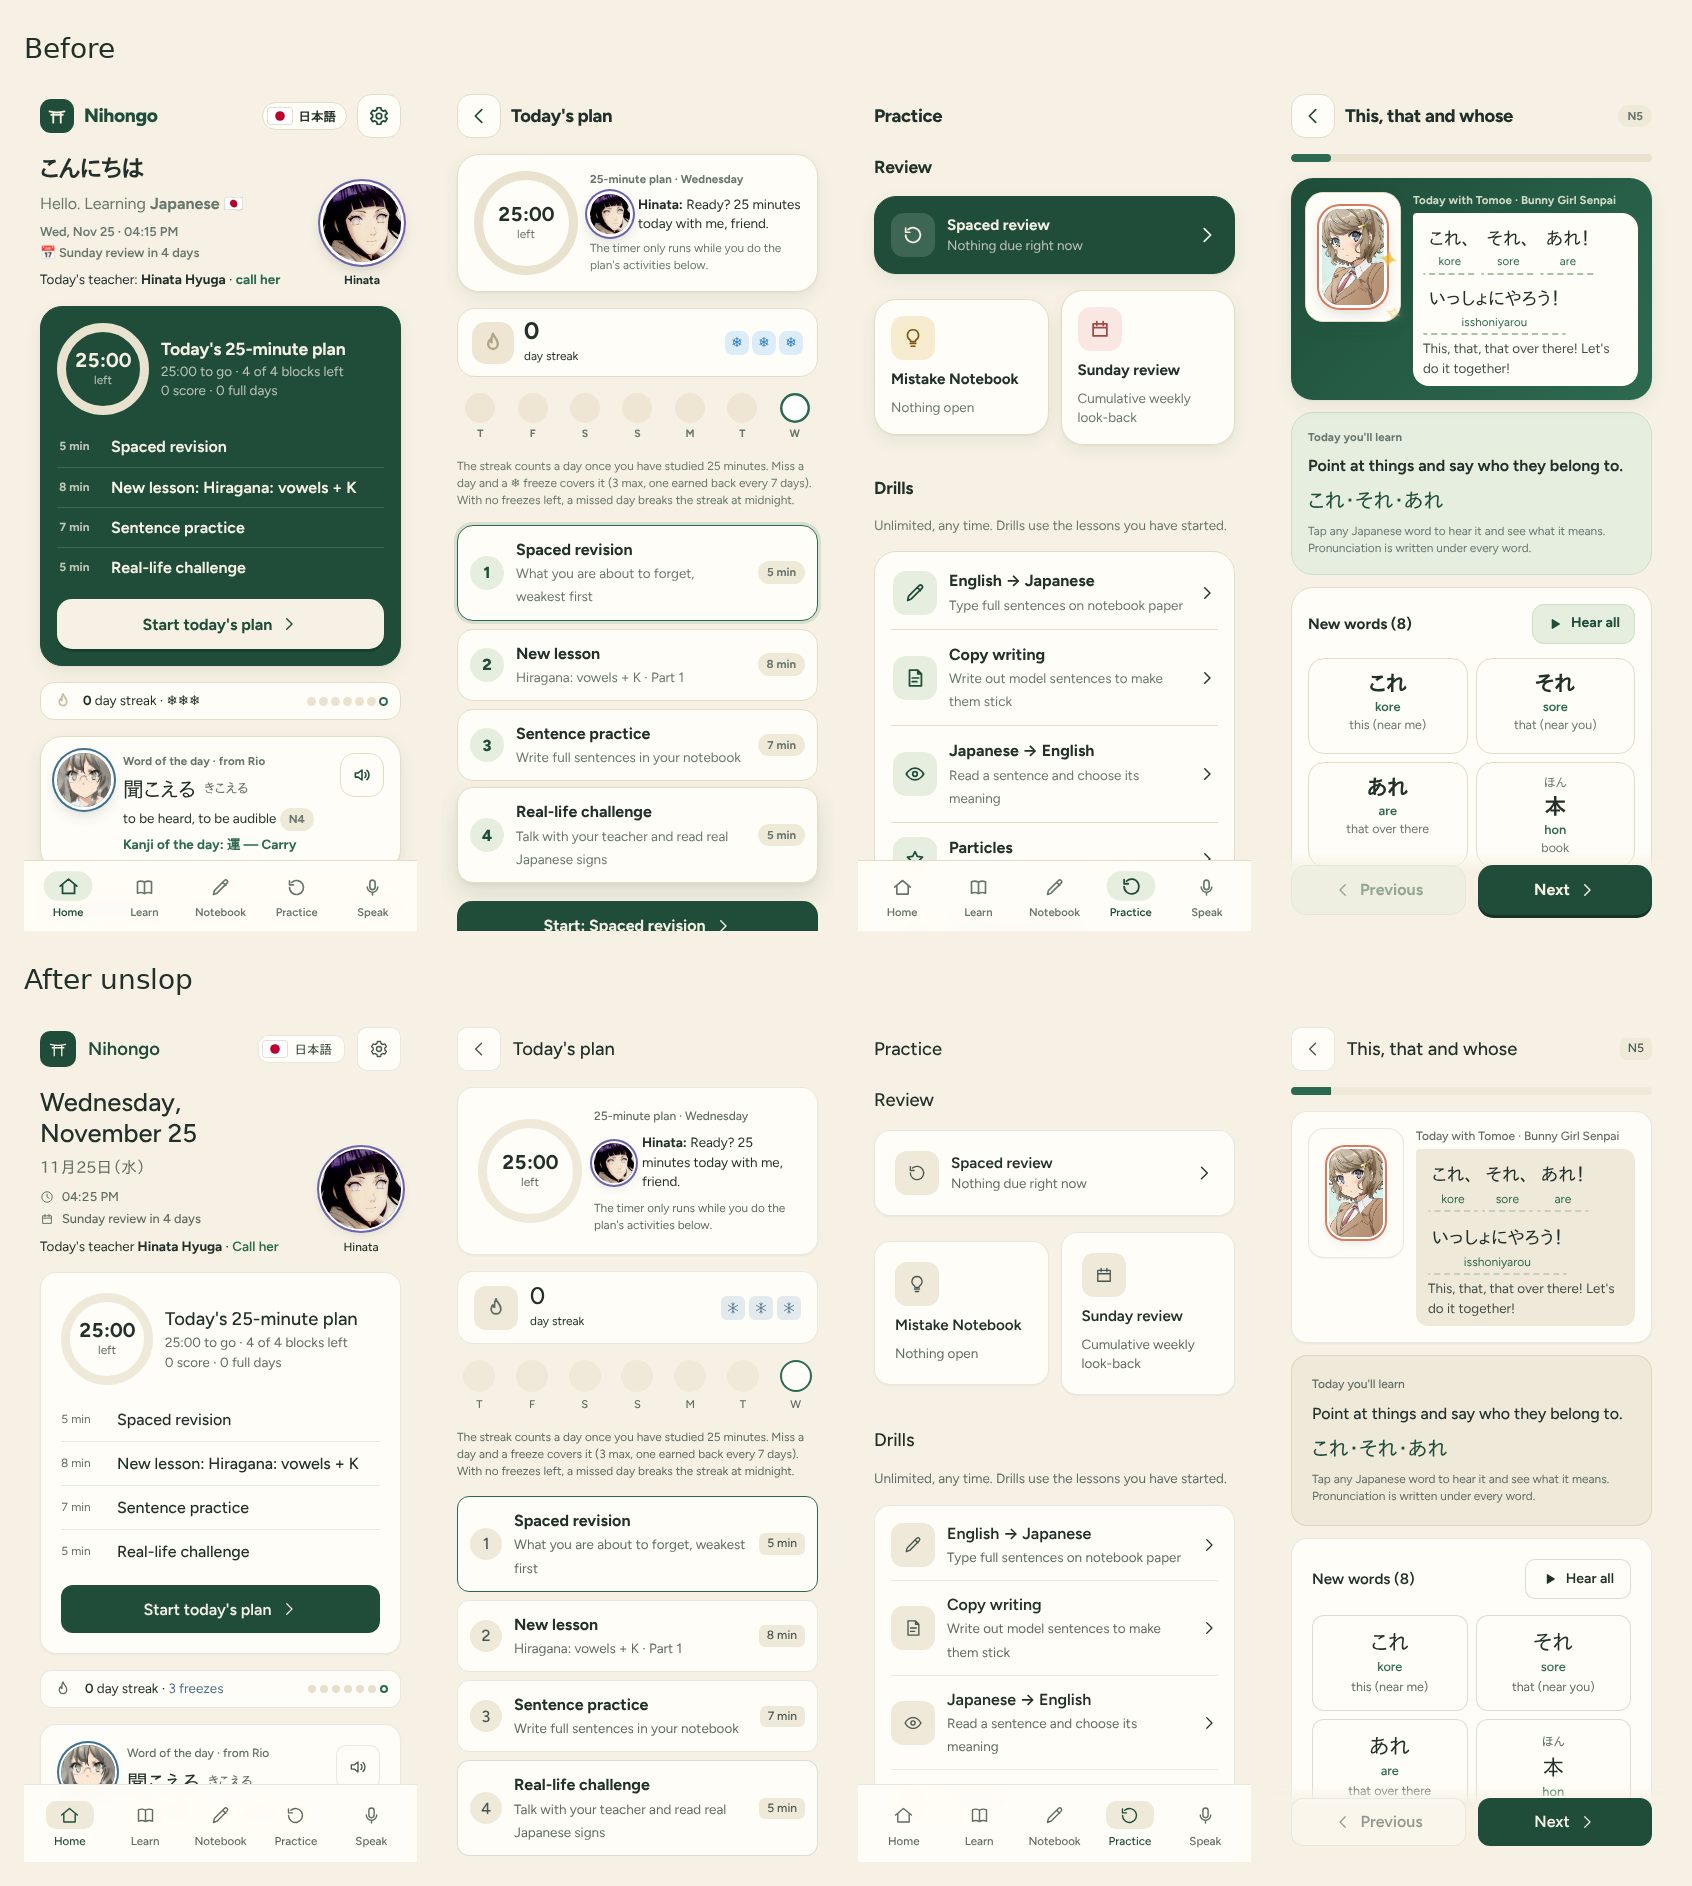 Before
Nihongo
日本語
こんにちは
Hello. Learning Japanese
Wed, Nov 25 · 04:15 PM
Sunday review in 4 days
Today's teacher: Hinata Hyuga · call her
Hinata
25:00
left
Today's 25-minute plan
25:00 to go · 4 of 4 blocks left
0 score · 0 full days
5 min Spaced revision
8 min New lesson: Hiragana: vowels + K
7 min Sentence practice
5 min Real-life challenge
Start today's plan
0 day streak · ❄❄❄
Word of the day · from Rio
聞こえる きこえる
to be heard, to be audible N4
Kanji of the day: 運 — Carry
Home Learn Notebook Practice Speak
Today's plan
25:00
left
25-minute plan · Wednesday
Hinata: Ready? 25 minutes
today with me, friend.
The timer only runs while you do the
plan's activities below.
0
day streak
T F S S M T W
The streak counts a day once you have studied 25 minutes. Miss a
day and a ❄ freeze covers it (3 max, one earned back every 7 days).
With no freezes left, a missed day breaks the streak at midnight.
1 Spaced revision
What you are about to forget,
weakest first
5 min
2 New lesson
Hiragana: vowels + K · Part 1
8 min
3 Sentence practice
Write full sentences in your notebook
7 min
4 Real-life challenge
Talk with your teacher and read real
Japanese signs
5 min
Start: Spaced revision
Practice
Review
Spaced review
Nothing due right now
Mistake Notebook
Nothing open
Sunday review
Cumulative weekly
look-back
Drills
Unlimited, any time. Drills use the lessons you have started.
English → Japanese
Type full sentences on notebook paper
Copy writing
Write out model sentences to make
them stick
Japanese → English
Read a sentence and choose its
meaning
Particles
Home Learn Notebook Practice Speak
This, that and whose
N5
Today with Tomoe · Bunny Girl Senpai
これ、 それ、 あれ！
kore sore are
いっしょにやろう！
isshoniyarou
This, that, that over there! Let's
do it together!
Today you'll learn
Point at things and say who they belong to.
これ・それ・あれ
Tap any Japanese word to hear it and see what it means.
Pronunciation is written under every word.
New words (8)
Hear all
これ
kore
this (near me)
それ
sore
that (near you)
あれ
are
that over there
ほん
本
hon
book
Previous
Next
After unslop
Nihongo
日本語
Wednesday,
November 25
11月25日(水)
04:25 PM
Sunday review in 4 days
Today's teacher Hinata Hyuga · Call her
Hinata
25:00
left
Today's 25-minute plan
25:00 to go · 4 of 4 blocks left
0 score · 0 full days
5 min Spaced revision
8 min New lesson: Hiragana: vowels + K
7 min Sentence practice
5 min Real-life challenge
Start today's plan
0 day streak · 3 freezes
Word of the day · from Rio
聞こえる きこえる
Home Learn Notebook Practice Speak
Today's plan
25:00
left
25-minute plan · Wednesday
Hinata: Ready? 25
minutes today with me,
friend.
The timer only runs while you do the
plan's activities below.
0
day streak
T F S S M T W
The streak counts a day once you have studied 25 minutes. Miss a
day and a freeze covers it (3 max, one earned back every 7 days).
With no freezes left, a missed day breaks the streak at midnight.
1 Spaced revision
What you are about to forget, weakest
first
5 min
2 New lesson
Hiragana: vowels + K · Part 1
8 min
3 Sentence practice
Write full sentences in your notebook
7 min
4 Real-life challenge
Talk with your teacher and read real
Japanese signs
5 min
Practice
Review
Spaced review
Nothing due right now
Mistake Notebook
Nothing open
Sunday review
Cumulative weekly
look-back
Drills
Unlimited, any time. Drills use the lessons you have started.
English → Japanese
Type full sentences on notebook paper
Copy writing
Write out model sentences to make
them stick
Japanese → English
Read a sentence and choose its
meaning
Home Learn Notebook Practice Speak
This, that and whose
N5
Today with Tomoe · Bunny Girl Senpai
これ、 それ、 あれ！
kore sore are
いっしょにやろう！
isshoniyarou
This, that, that over there! Let's
do it together!
Today you'll learn
Point at things and say who they belong to.
これ・それ・あれ
Tap any Japanese word to hear it and see what it means.
Pronunciation is written under every word.
New words (8)
Hear all
これ
kore
this (near me)
それ
sore
that (near you)
あれ
are
that over there
ほん
本
hon
Previous
Next